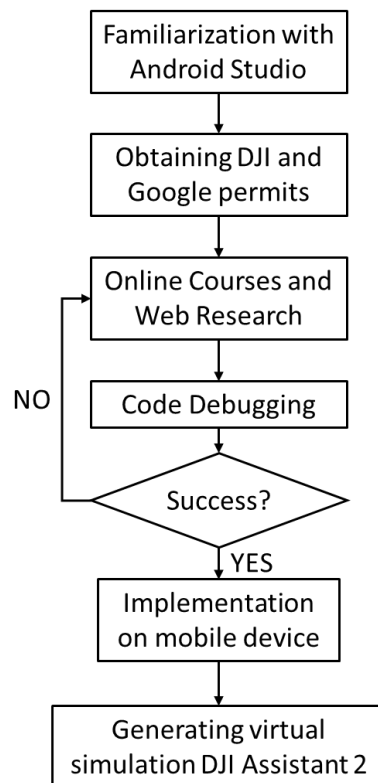 Familiarization with
Android Studio
Obtaining DJI and
Google permits
Online Courses and
Web Research
NO
Code Debugging
Success?
YES
Implementation
on mobile device
Generating virtual
simulation DJI Assistant 2